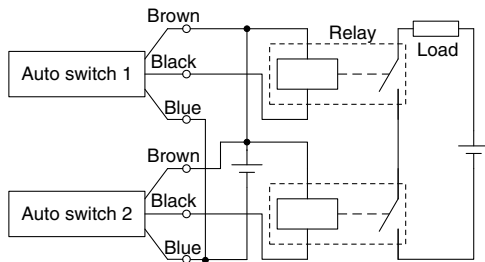 Brown
Relay
Load
Auto switch 1
Black
Blue
Brown
Auto switch 2
Black
Blue